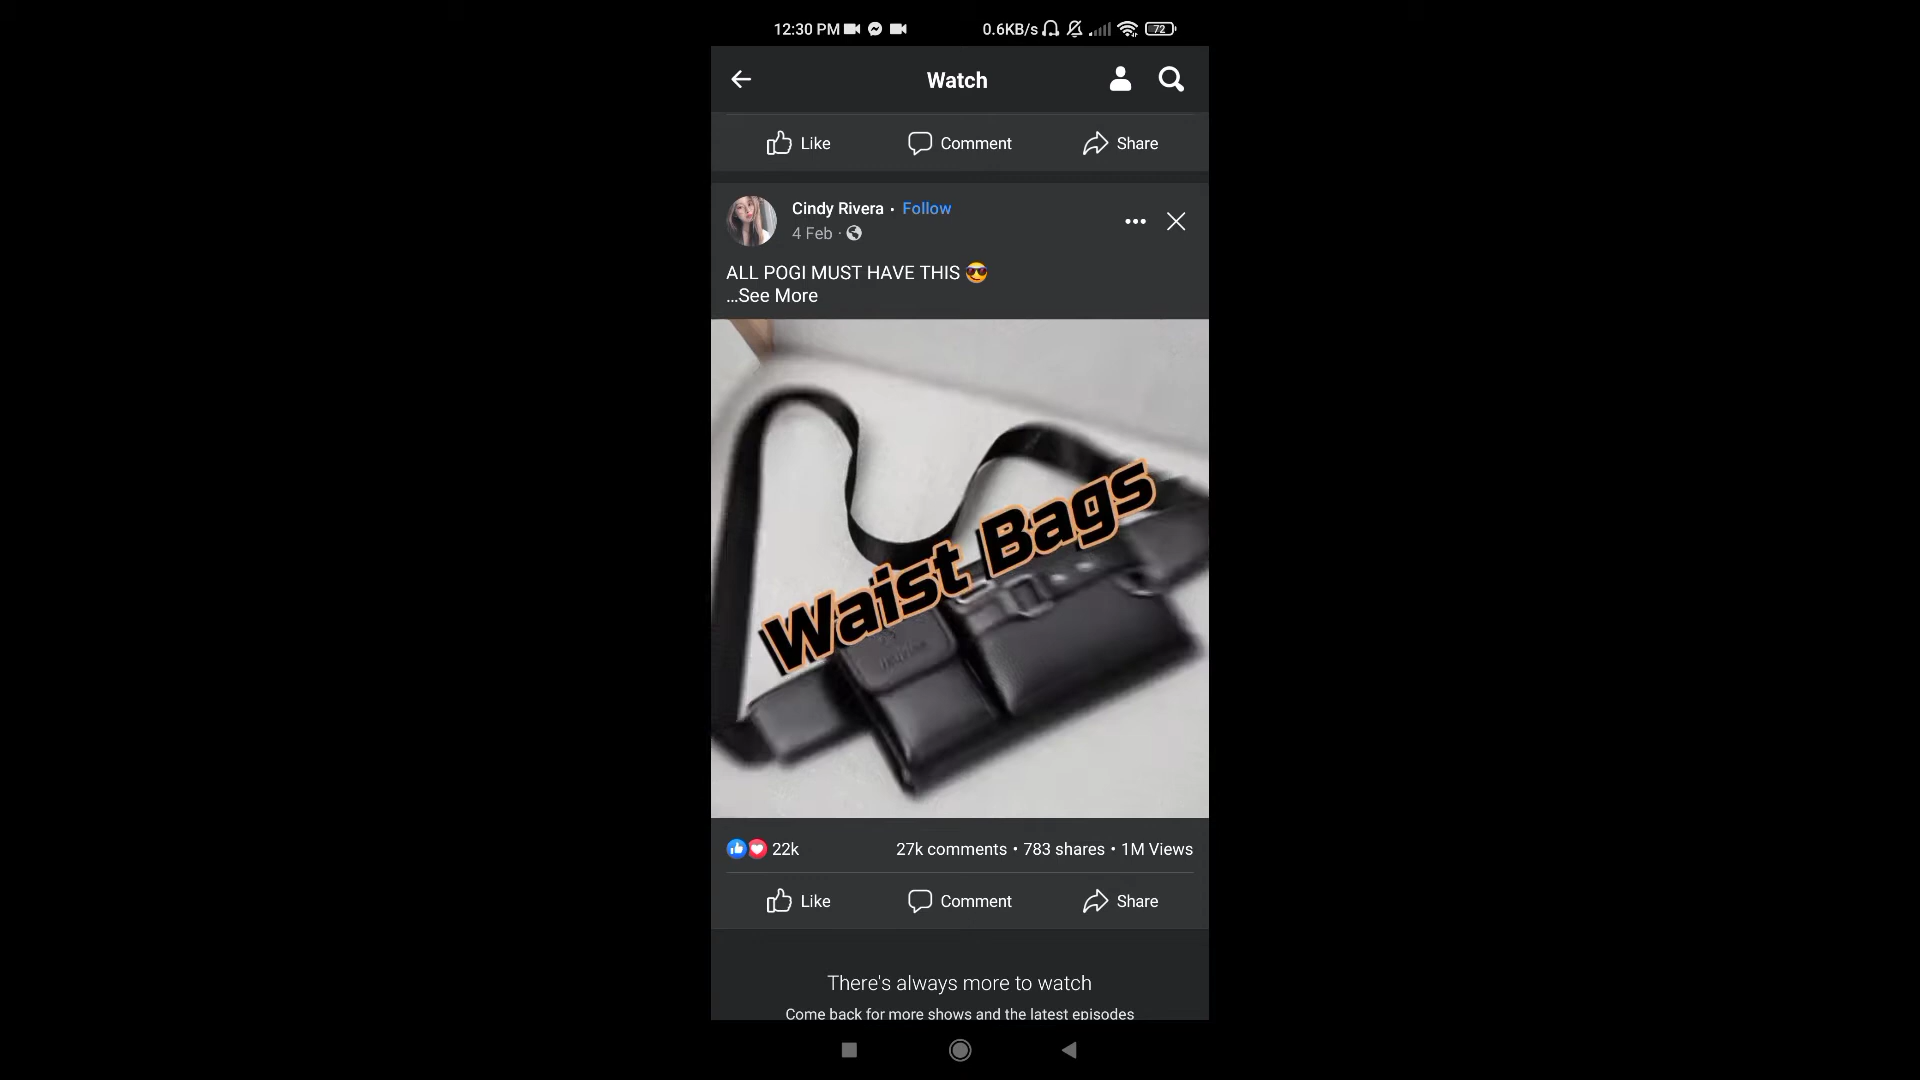 12:30 PM 0.6KB/s 72
Watch
Like Comment Share
Cindy Rivera · Follow
4 Feb ·
ALL POGI MUST HAVE THIS 😎
...See More
Waist Bags
22k 27k comments • 783 shares • 1M Views
Like Comment Share
There's always more to watch
Come back for more shows and the latest episodes